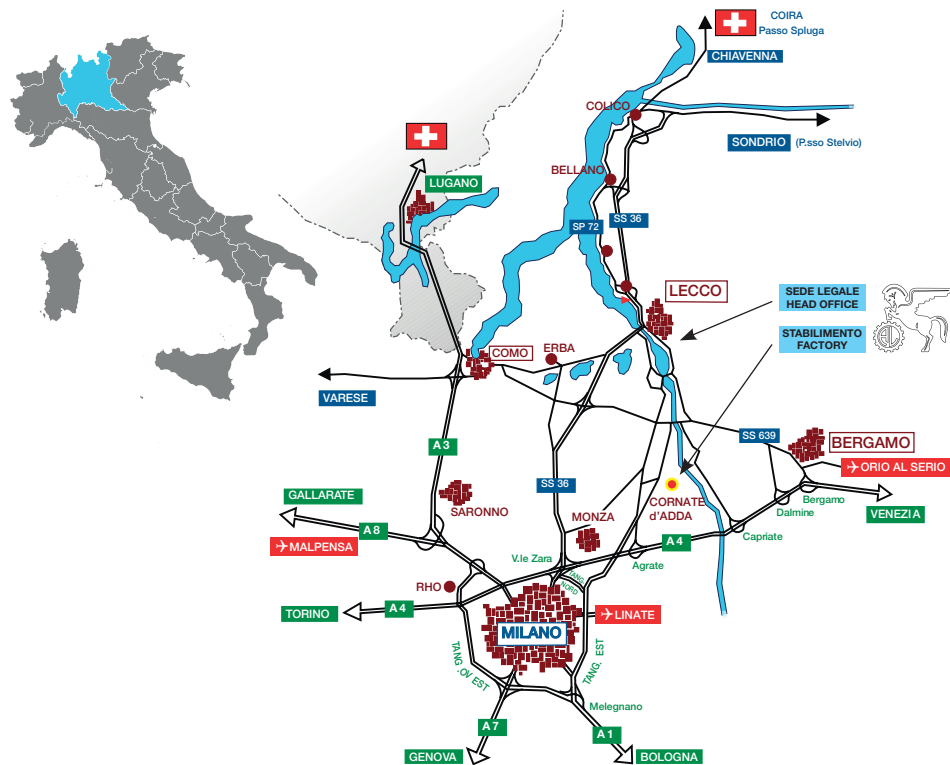 COIRA
Passo Spluga
CHIAVENNA
COLICO
SONDRIO (P.sso Stelvio)
BELLANO
LUGANO
SS 36
SP 72
LECCO
SEDE LEGALE
HEAD OFFICE
STABILIMENTO
FACTORY
COMO
ERBA
VARESE
A 3
SS 639
BERGAMO
ORIO AL SERIO
SS 36
GALLARATE
SARONNO
CORNATE
d'ADDA
Bergamo
Dalmine
VENEZIA
A 8
MONZA
MALPENSA
A 4
Capriate
V.le Zara
Agrate
TANG.
NORD
RHO
TORINO
A 4
LINATE
MILANO
TANG. OVEST
TANG. EST
Melegnano
A 7
A 1
GENOVA
BOLOGNA